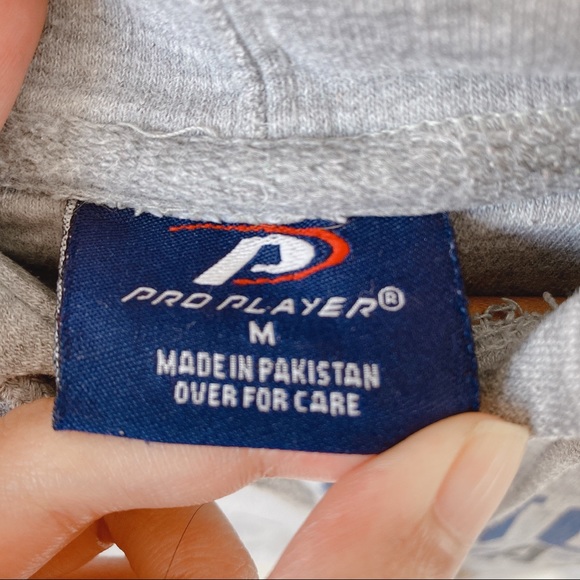 P
PRO PLAYER®
M
MADE IN PAKISTAN
OVER FOR CARE